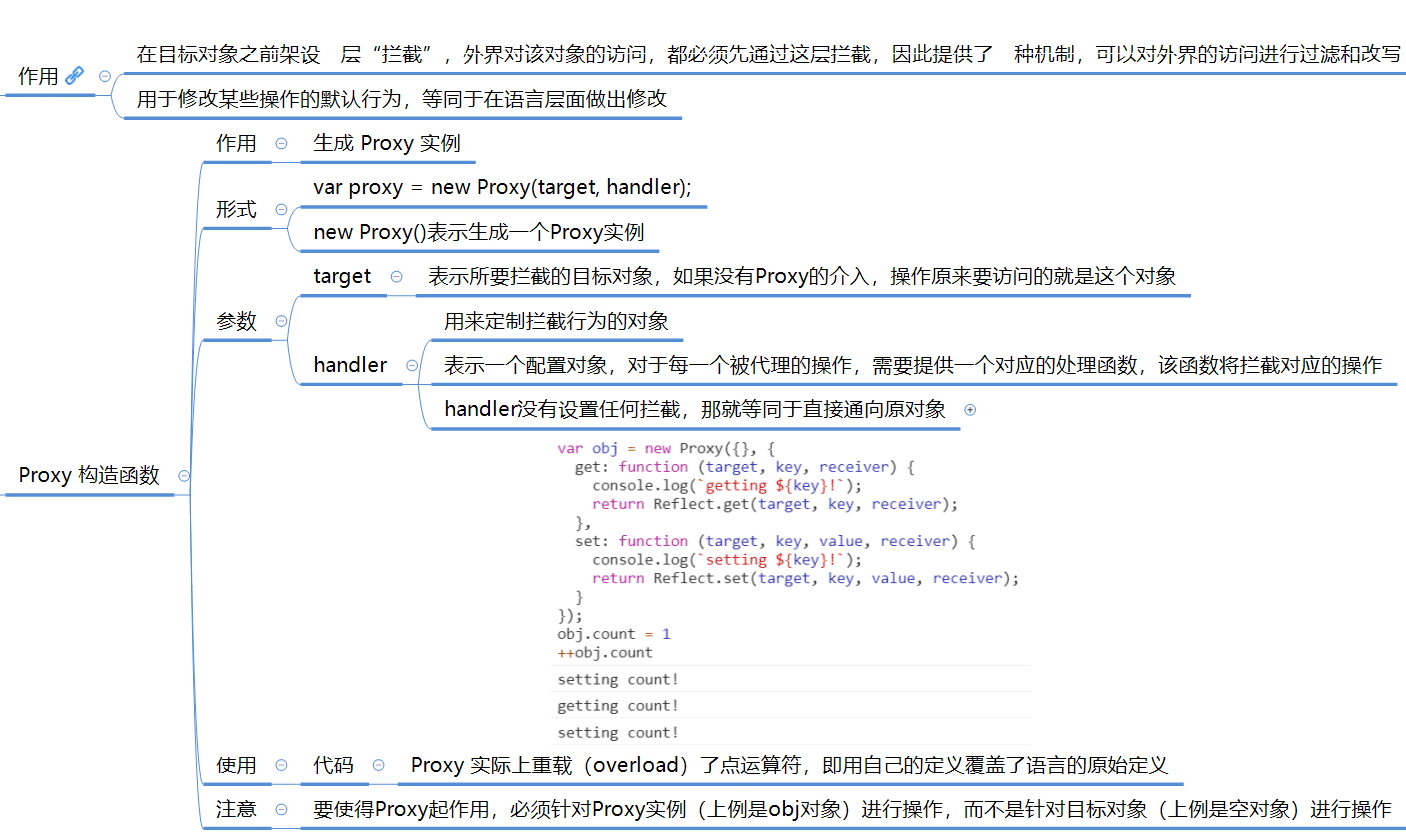 作用
在目标对象之前架设 层“拦截”，外界对该对象的访问，都必须先通过这层拦截，因此提供了 种机制，可以对外界的访问进行过滤和改写
用于修改某些操作的默认行为，等同于在语言层面做出修改
Proxy 构造函数
作用
生成 Proxy 实例
形式
var proxy = new Proxy(target, handler);
new Proxy()表示生成一个Proxy实例
参数
target
表示所要拦截的目标对象，如果没有Proxy的介入，操作原来要访问的就是这个对象
handler
用来定制拦截行为的对象
表示一个配置对象，对于每一个被代理的操作，需要提供一个对应的处理函数，该函数将拦截对应的操作
handler没有设置任何拦截，那就等同于直接通向原对象
var obj = new Proxy({}, {
  get: function (target, key, receiver) {
    console.log(`getting ${key}!`);
    return Reflect.get(target, key, receiver);
  },
  set: function (target, key, value, receiver) {
    console.log(`setting ${key}!`);
    return Reflect.set(target, key, value, receiver);
  }
});
obj.count = 1
++obj.count
setting count!
getting count!
setting count!
使用
代码
Proxy 实际上重载（overload）了点运算符，即用自己的定义覆盖了语言的原始定义
注意
要使得Proxy起作用，必须针对Proxy实例（上例是obj对象）进行操作，而不是针对目标对象（上例是空对象）进行操作